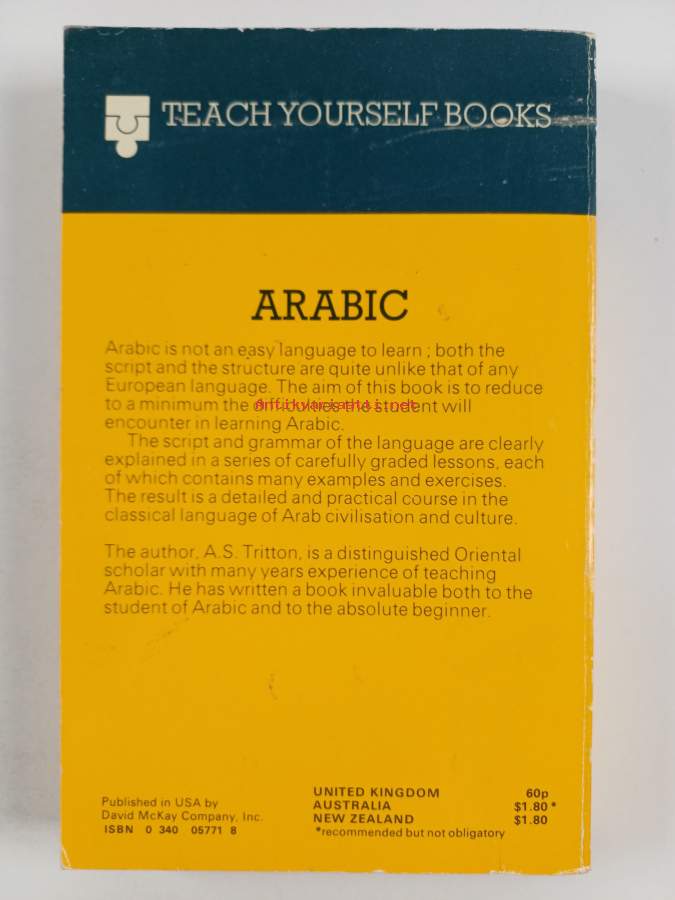 TEACH YOURSELF BOOKS
ARABIC
Arabic is not an easy language to learn ; both the
script and the structure are quite unlike that of any
European language. The aim of this book is to reduce
to a minimum the difficulties the student will
encounter in learning Arabic.
The script and grammar of the language are clearly
explained in a series of carefully graded lessons, each
of which contains many examples and exercises.
The result is a detailed and practical course in the
classical language of Arab civilisation and culture.
The author, A.S. Tritton, is a distinguished Oriental
scholar with many years experience of teaching
Arabic. He has written a book invaluable both to the
student of Arabic and to the absolute beginner.
Published in USA by
David McKay Company, Inc.
ISBN 0 340 05771 8
UNITED KINGDOM 60p
AUSTRALIA $1.80*
NEW ZEALAND $1.80
*recommended but not obligatory